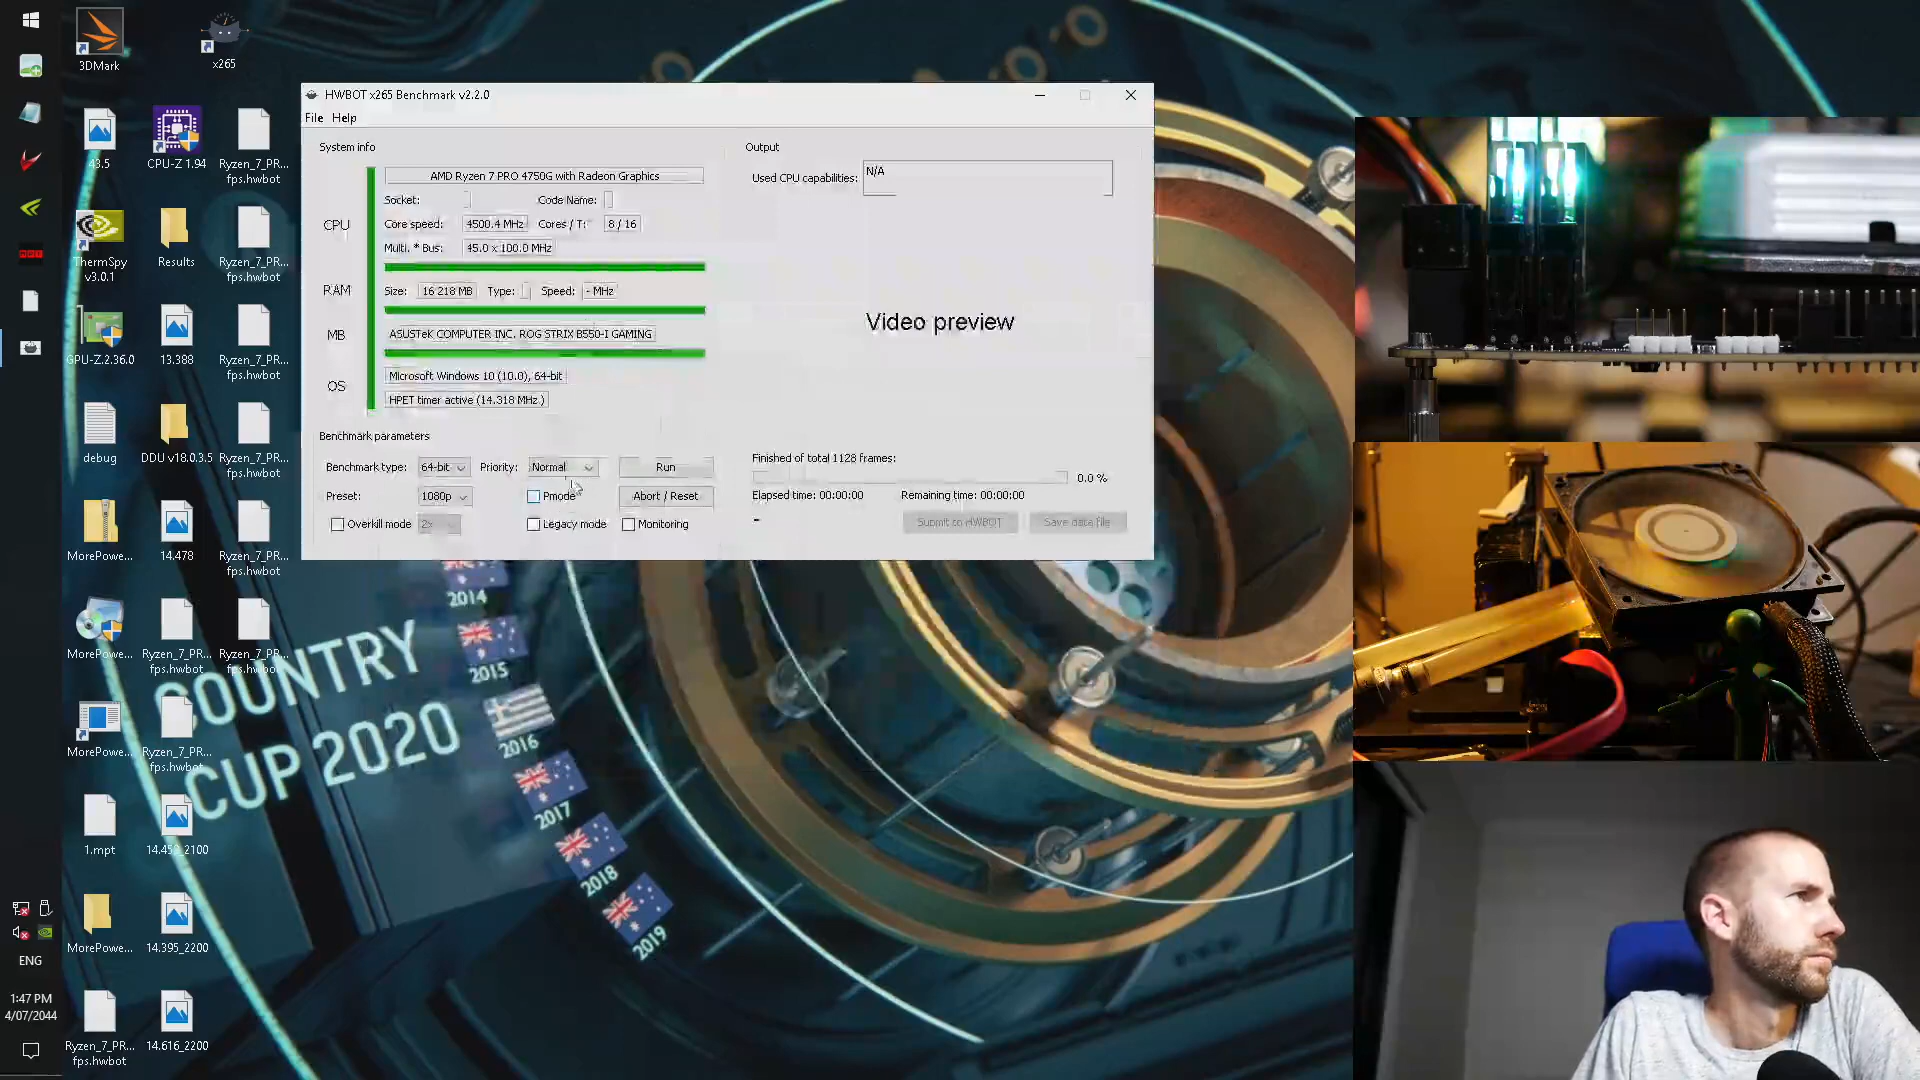 3DMark
x265
43.5
CPU-Z 1.94
Ryzen_7_PR...
fps.hwbot
ThermSpy
v3.0.1
Results
Ryzen_7_PR...
fps.hwbot
GPU-Z.2.36.0
13.388
Ryzen_7_PR...
fps.hwbot
debug
DDU v18.0.3.5
Ryzen_7_PR...
fps.hwbot
MorePowe...
14.478
Ryzen_7_PR...
fps.hwbot
MorePowe...
Ryzen_7_PR...
fps.hwbot
Ryzen_7_PR...
fps.hwbot
MorePowe...
Ryzen_7_PR...
fps.hwbot
1.mpt
14.459_2100
MorePowe...
14.395_2200
Ryzen_7_PR...
fps.hwbot
14.616_2200
ENG
1:47 PM
4/07/2044
HWBOT x265 Benchmark v2.2.0
File Help
System info
CPU
AMD Ryzen 7 PRO 4750G with Radeon Graphics
Socket: Code Name:
Core speed: 4500.4 MHz Cores / T: 8 / 16
Multi. * Bus: 45.0 x 100.0 MHz
RAM Size: 16 218 MB Type: Speed: - MHz
MB ASUSTeK COMPUTER INC. ROG STRIX B550-I GAMING
OS
Microsoft Windows 10 (10.0), 64-bit
HPET timer active (14.318 MHz )
Benchmark parameters
Benchmark type: 64-bit Priority: Normal Run
Preset: 1080p Pmode Abort / Reset
Overkill mode 2x Legacy mode Monitoring
Output
Used CPU capabilities: N/A
Video preview
Finished of total 1128 frames:
0.0 %
Elapsed time: 00:00:00 Remaining time: 00:00:00
-
Submit to HWBOT Save data file
2014
2015
2016
2017
2018
2019
COUNTRY
CUP 2020